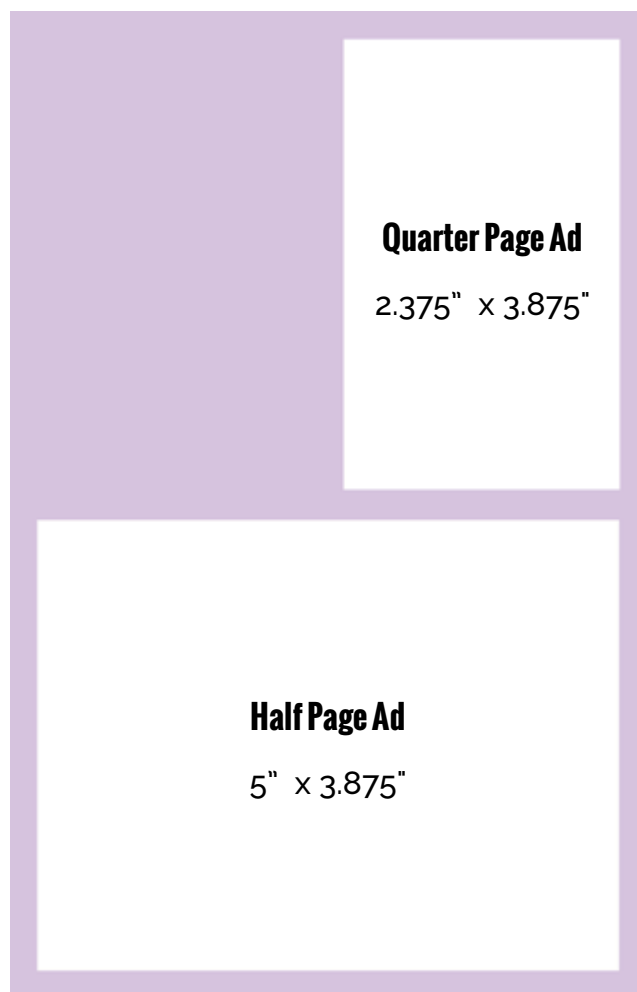 Quarter Page Ad
2.375” x 3.875"
Half Page Ad
5” x 3.875"